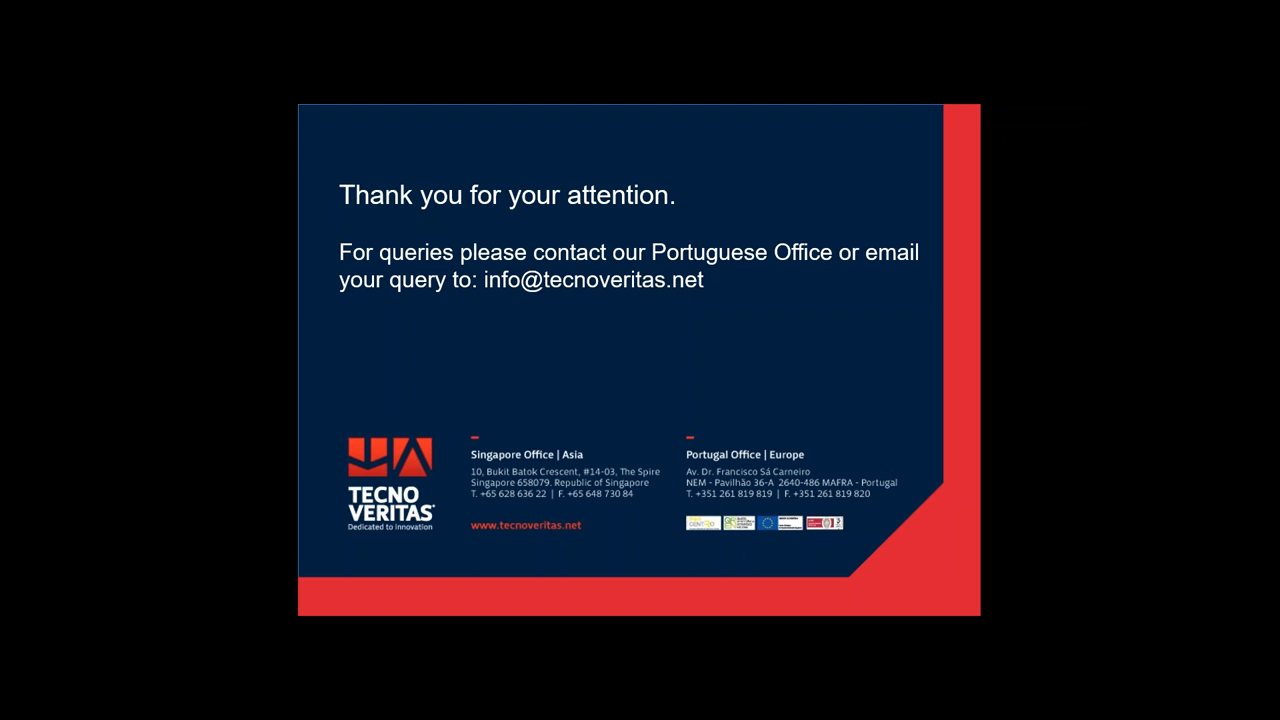 Thank you for your attention.
For queries please contact our Portuguese Office or email
your query to: info@tecnoveritas.net
TECNO
VERITAS
Dedicated to innovation
Singapore Office | Asia
10, Bukit Batok Crescent, #14-03, The Spire
Singapore 658079. Republic of Singapore
T. +65 628 636 22 | F. +65 648 730 84
www.tecnoveritas.net
Portugal Office | Europe
Av. Dr. Francisco Sá Carneiro
NEM - Pavilhão 36-A 2640-486 MAFRA - Portugal
T. +351 261 819 819 | F. +351 261 819 820